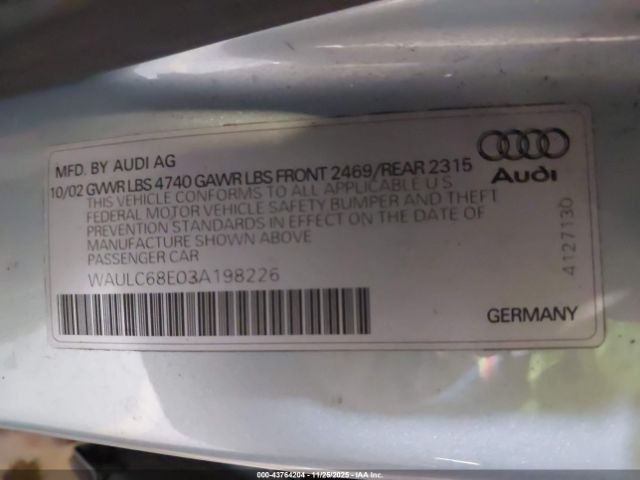 MFD. BY AUDI AG
10/02 GVWR LBS 4740 GAWR LBS FRONT 2469/REAR 2315
THIS VEHICLE CONFORMS TO ALL APPLICABLE U S
FEDERAL MOTOR VEHICLE SAFETY BUMPER AND THEFT
PREVENTION STANDARDS IN EFFECT ON THE DATE OF
MANUFACTURE SHOWN ABOVE
PASSENGER CAR
WAULC68E03A198226
Audi
4127130
GERMANY
000-43764204 - 11/25/2025 - IAA Inc.